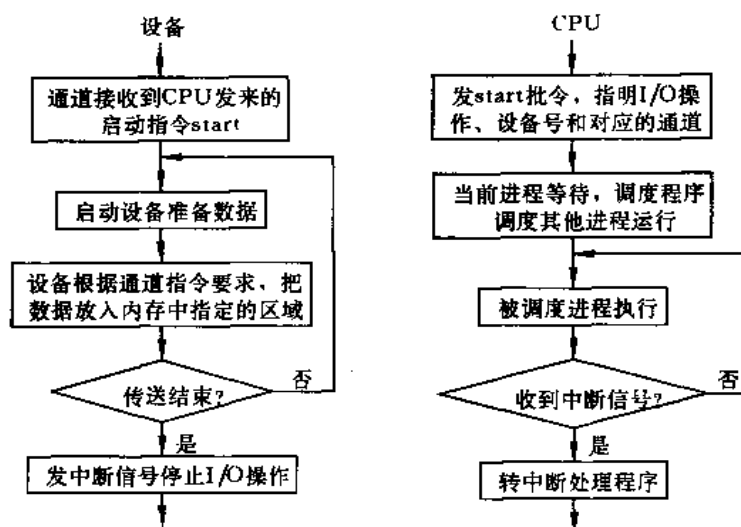 设备
通道接收到CPU发来的
启动指令start
启动设备准备数据
设备根据通道指令要求，把
数据放入内存中指定的区域
传送结束?
否
是
发中断信号停止I/O操作
CPU
发start批令，指明I/O操
作、设备号和对应的通道
当前进程等待，调度程序
调度其他进程运行
被调度进程执行
收到中断信号?
否
是
转中断处理程序